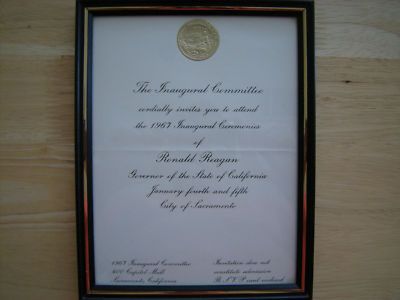 The Inaugural Committee
cordially invites you to attend
the 1967 Inaugural Ceremonies
of
Ronald Reagan
Governor of the State of California
January fourth and fifth
City of Sacramento
1967 Inaugural Committee
400 Capitol Mall
Sacramento, California
Invitation does not
constitute admission
R S V P card enclosed